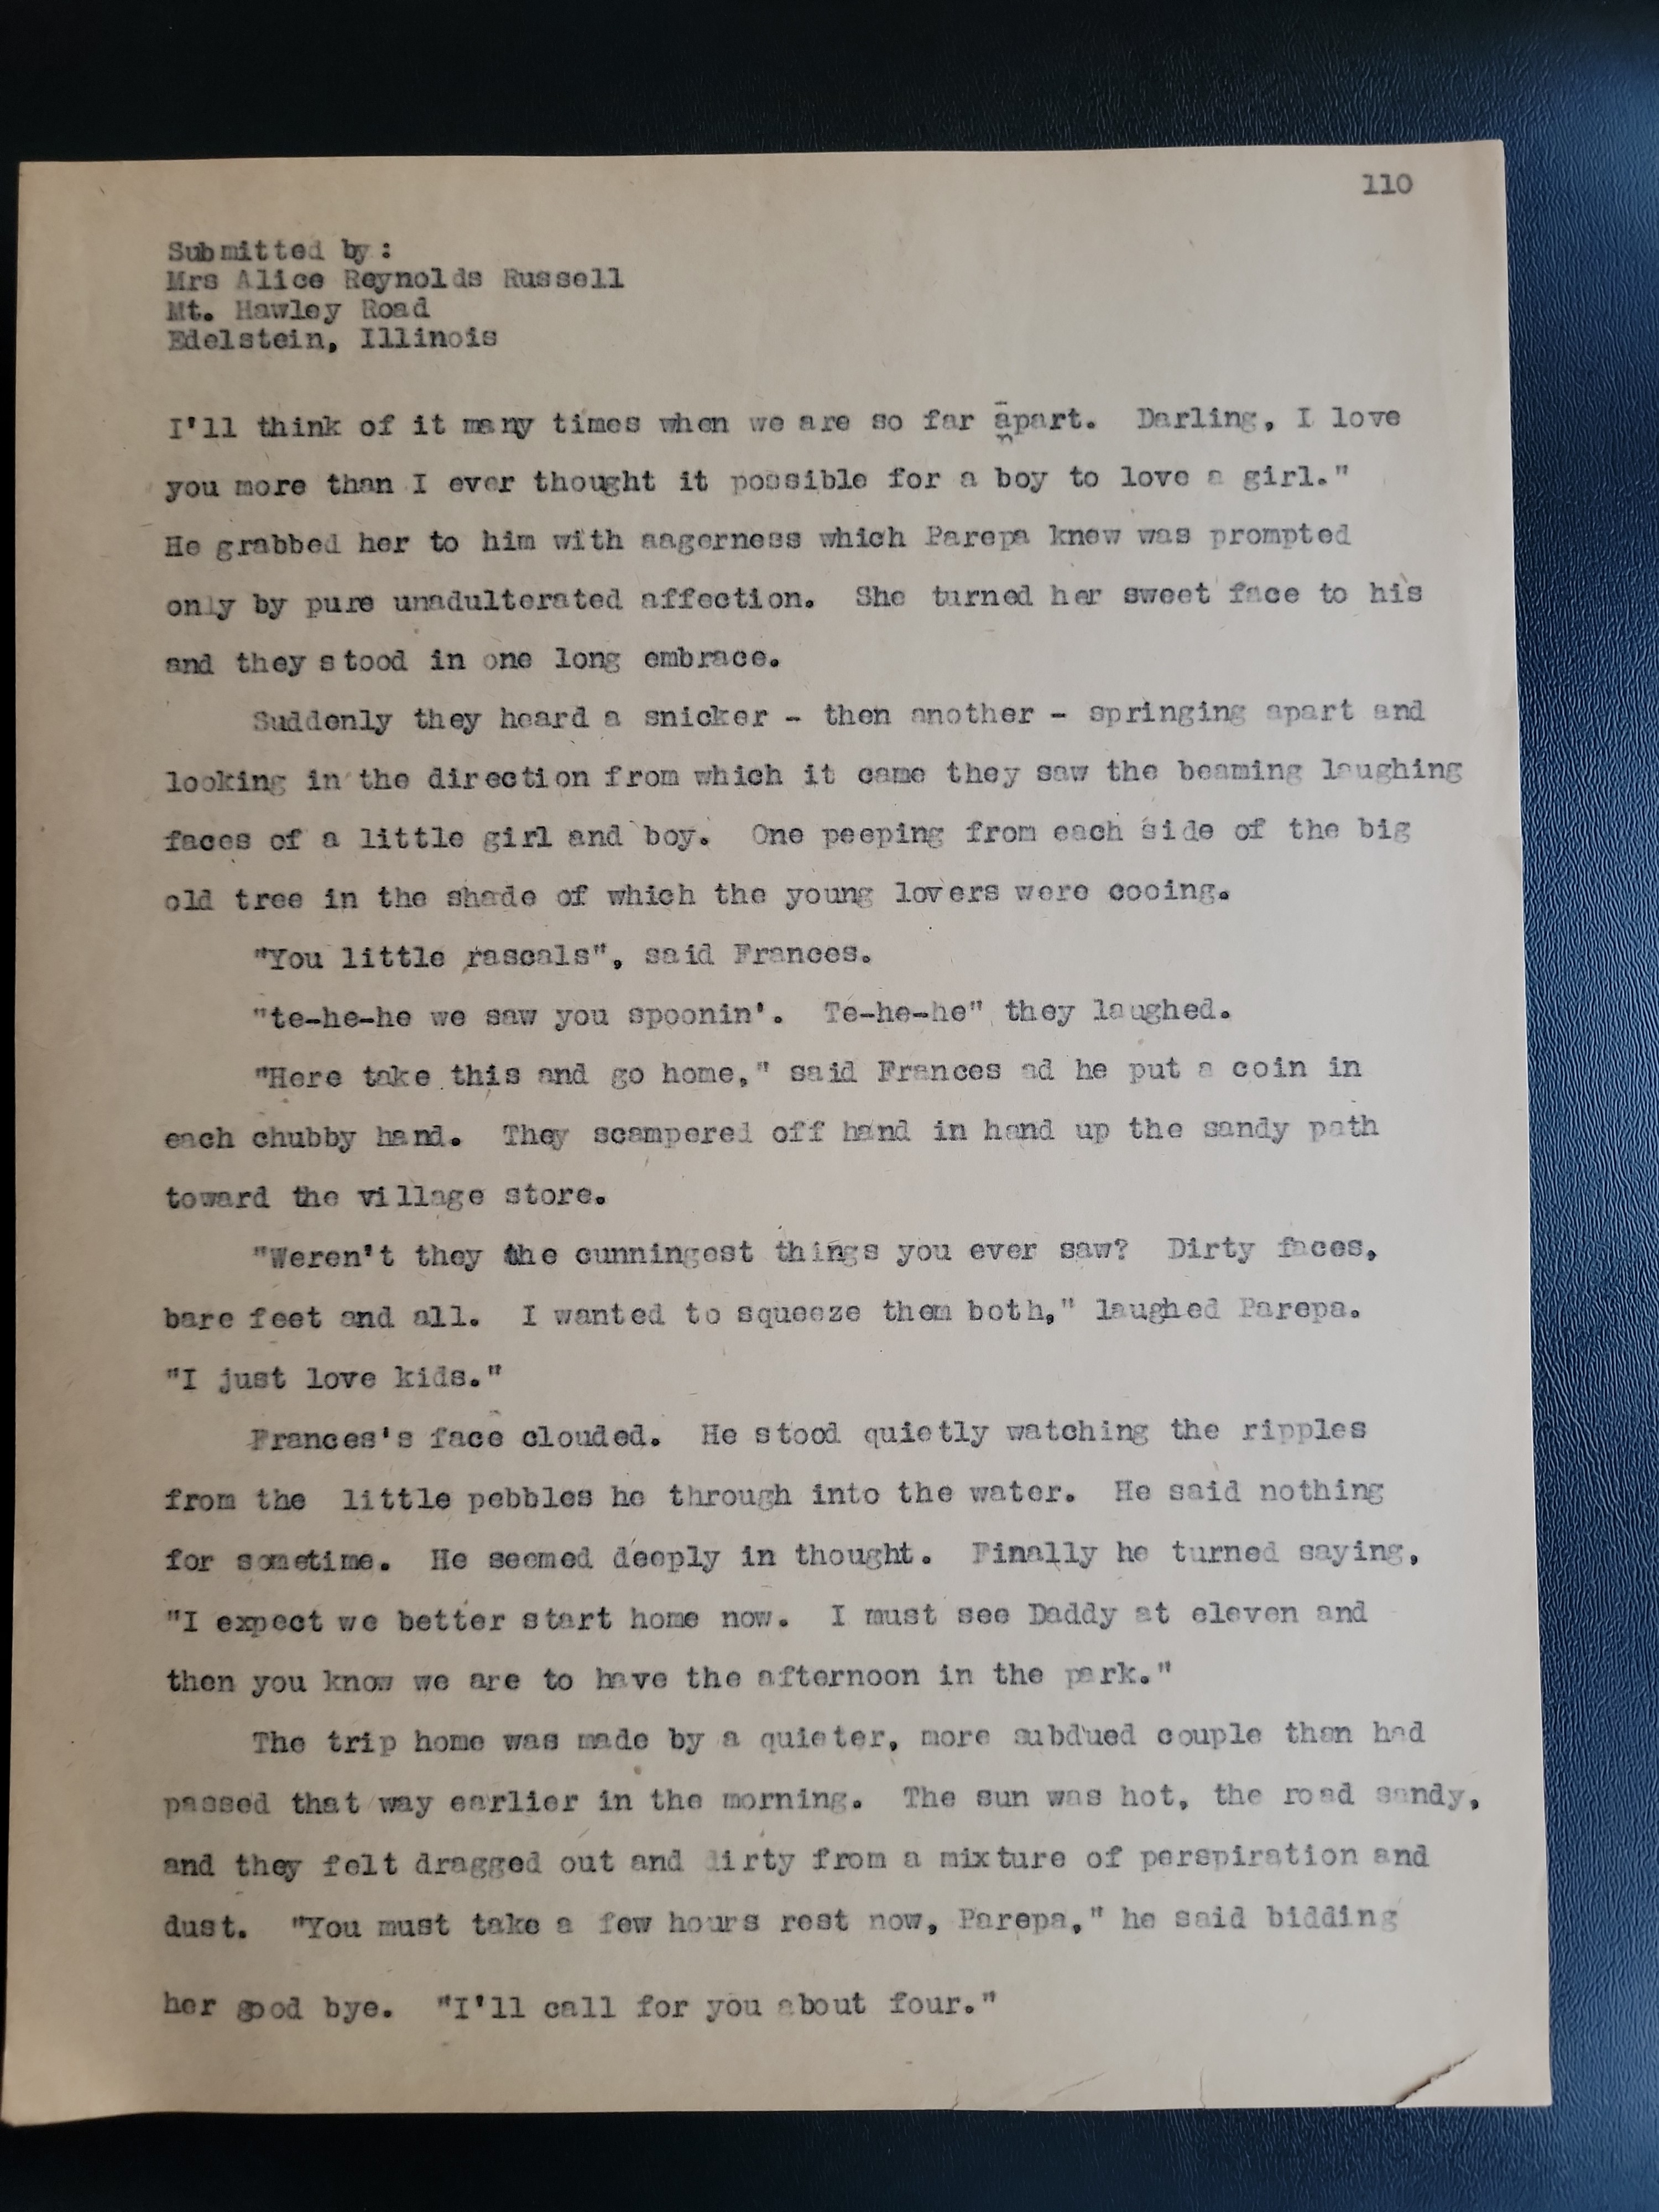 110
Submitted by:
Mrs Alice Reynolds Russell
Mt. Hawley Road
Edelstein, Illinois
I'll think of it many times when we are so far apart.  Darling, I love
you more than I ever thought it possible for a boy to love a girl."
He grabbed her to him with aagerness which Parepa knew was prompted
only by pure unadulterated affection.  She turned her sweet face to his
and they stood in one long embrace.
Suddenly they heard a snicker - then another - springing apart and
looking in the direction from which it came they saw the beaming laughing
faces of a little girl and boy.  One peeping from each side of the big
old tree in the shade of which the young lovers were cooing.
"You little rascals", said Frances.
"te-he-he we saw you spoonin'.  Te-he-he" they laughed.
"Here take this and go home," said Frances ad he put a coin in
each chubby hand.  They scampered off hand in hand up the sandy path
toward the village store.
"Weren't they the cunningest things you ever saw?  Dirty faces,
bare feet and all.  I wanted to squeeze them both," laughed Parepa.
"I just love kids."
Frances's face clouded.  He stood quietly watching the ripples
from the  little pebbles he through into the water.  He said nothing
for sometime.  He seemed deeply in thought.  Finally he turned saying,
"I expect we better start home now.  I must see Daddy at eleven and
then you know we are to have the afternoon in the park."
The trip home was made by a quieter, more subdued couple than had
passed that way earlier in the morning.  The sun was hot, the road sandy,
and they felt dragged out and dirty from a mixture of perspiration and
dust.  "You must take a few hours rest now, Parepa," he said bidding
her good bye.  "I'll call for you about four."